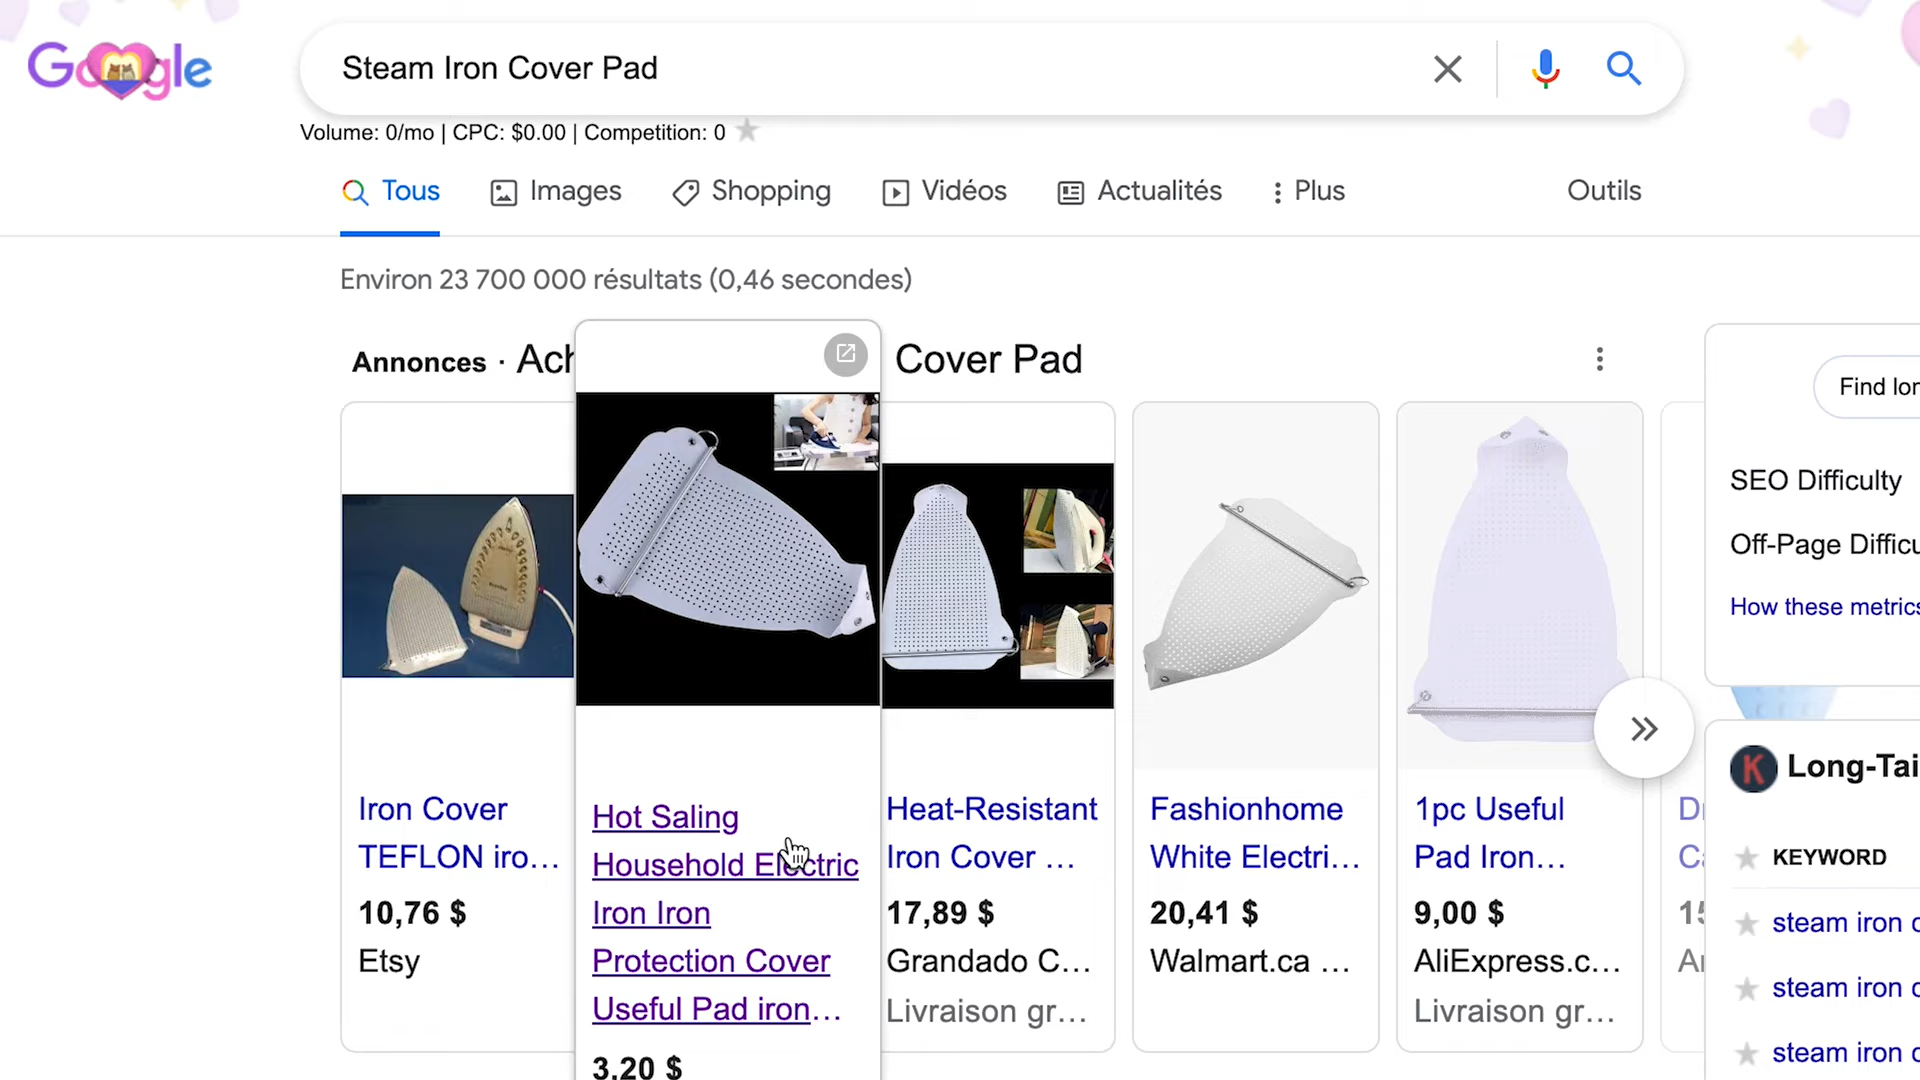 Google
Steam Iron Cover Pad
Volume: 0/mo | CPC: $0.00 | Competition: 0
Tous
Images
Shopping
Vidéos
Actualités
Plus
Outils
Environ 23 700 000 résultats (0,46 secondes)
Annonces · Ach
Cover Pad
Find lon
SEO Difficulty
Off-Page Difficu
How these metrics
Iron Cover
TEFLON iro...
10,76 $
Etsy
Hot Saling
Household Electric
Iron Iron
Protection Cover
Useful Pad iron...
3,20 $
Heat-Resistant
Iron Cover ...
17,89 $
Grandado C...
Livraison gr...
Fashionhome
White Electri...
20,41 $
Walmart.ca ...
1pc Useful
Pad Iron...
9,00 $
AliExpress.c...
Livraison gr...
K
Long-Tai
KEYWORD
steam iron c
steam iron c
steam iron c